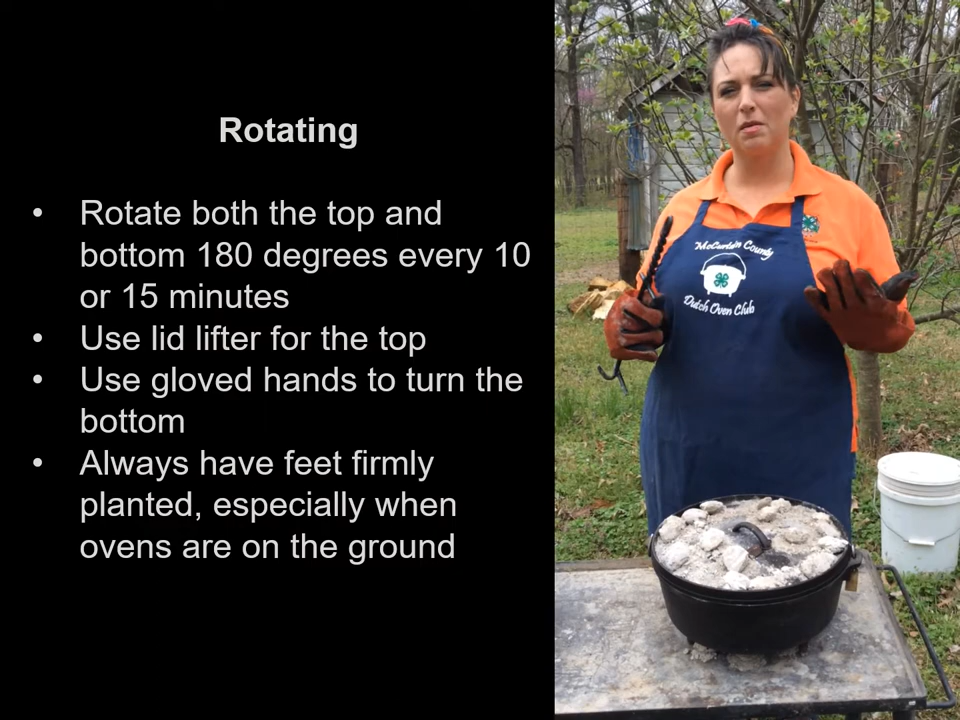 Rotating
• Rotate both the top and
bottom 180 degrees every 10
or 15 minutes
• Use lid lifter for the top
• Use gloved hands to turn the
bottom
• Always have feet firmly
planted, especially when
ovens are on the ground
McCurtain County
Dutch Oven Club